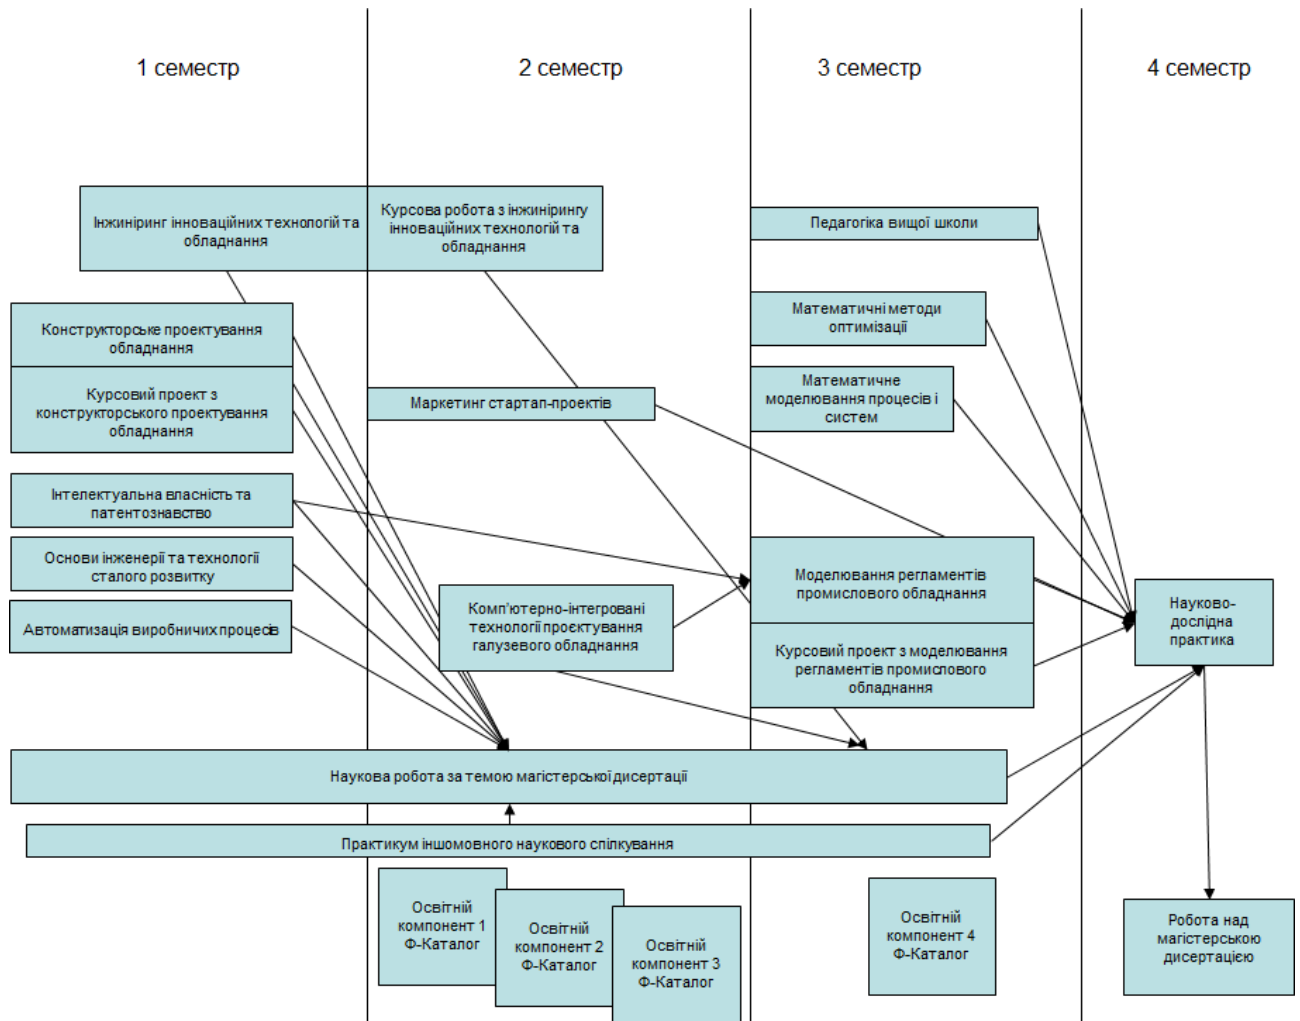 1 семестр
2 семестр
3 семестр
4 семестр
Інжиніринг інноваційних технологій та
обладнання
Курсова робота з інжинірингу
інноваційних технологій та
обладнання
Педагогіка вищої школи
Конструкторське проектування
обладнання
Математичні методи
оптимізації
Курсовий проект з
конструкторського проектування
обладнання
Маркетинг стартап-проектів
Математичне
моделювання процесів і
систем
Інтелектуальна власність та
патентознавство
Основи інженерії та технології
сталого розвитку
Моделювання регламентів
промислового обладнання
Автоматизація виробничих процесів
Комп'ютерно-інтегровані
технології проєктування
галузевого обладнання
Курсовий проект з моделювання
регламентів промислового
обладнання
Науково-
дослідна
практика
Наукова робота за темою магістерської дисертації
Практикум іншомовного наукового спілкування
Освітній
компонент 1
Ф-Каталог
Освітній
компонент 2
Ф-Каталог
Освітній
компонент 3
Ф-Каталог
Освітній
компонент 4
Ф-Каталог
Робота над
магістерською
дисертацією